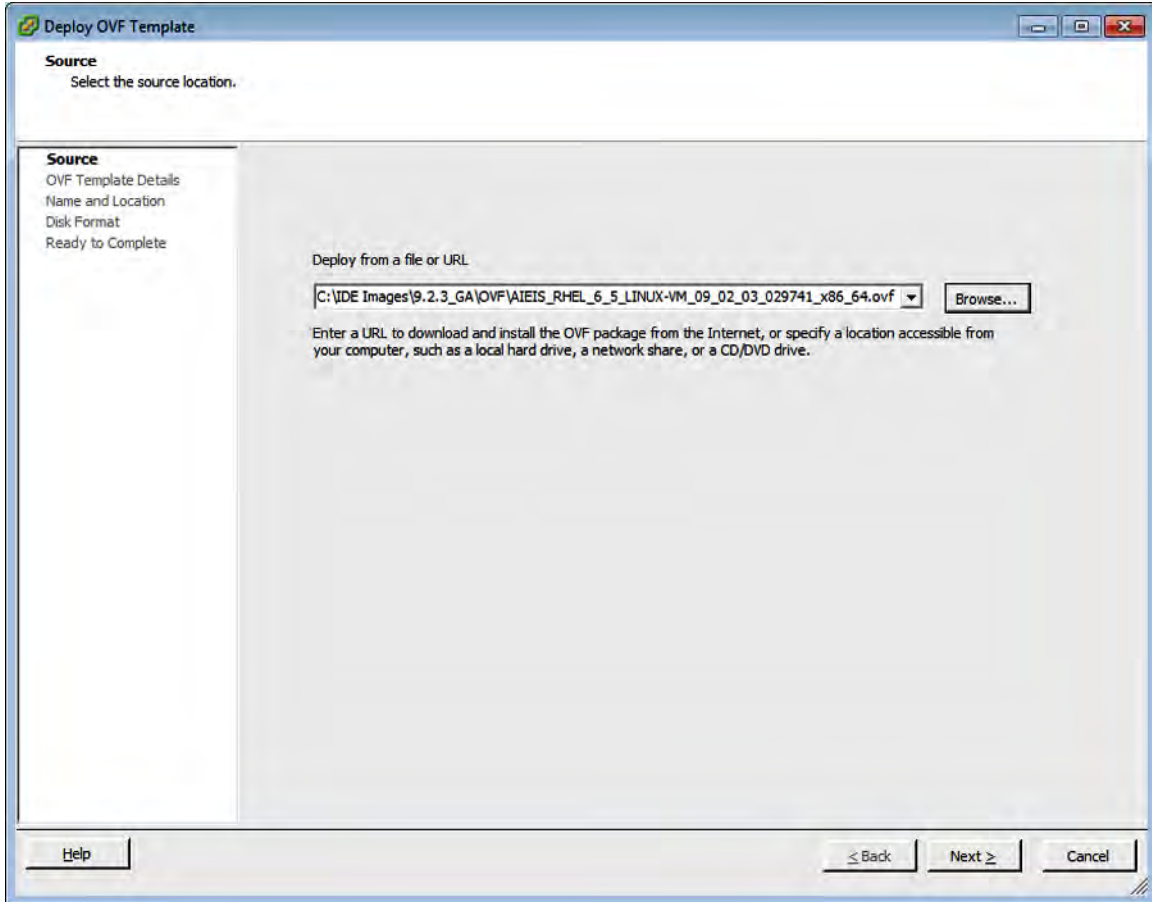 Deploy OVF Template
Source
Select the source location.
Source
OVF Template Details
Name and Location
Disk Format
Ready to Complete
Deploy from a file or URL
C:\IDE Images\9.2.3_GA\OVF\AIEIS_RHEL_6_5_LINUX-VM_09_02_03_029741_x86_64.ovf
Browse...
Enter a URL to download and install the OVF package from the Internet, or specify a location accessible from
your computer, such as a local hard drive, a network share, or a CD/DVD drive.
Help
< Back
Next >
Cancel